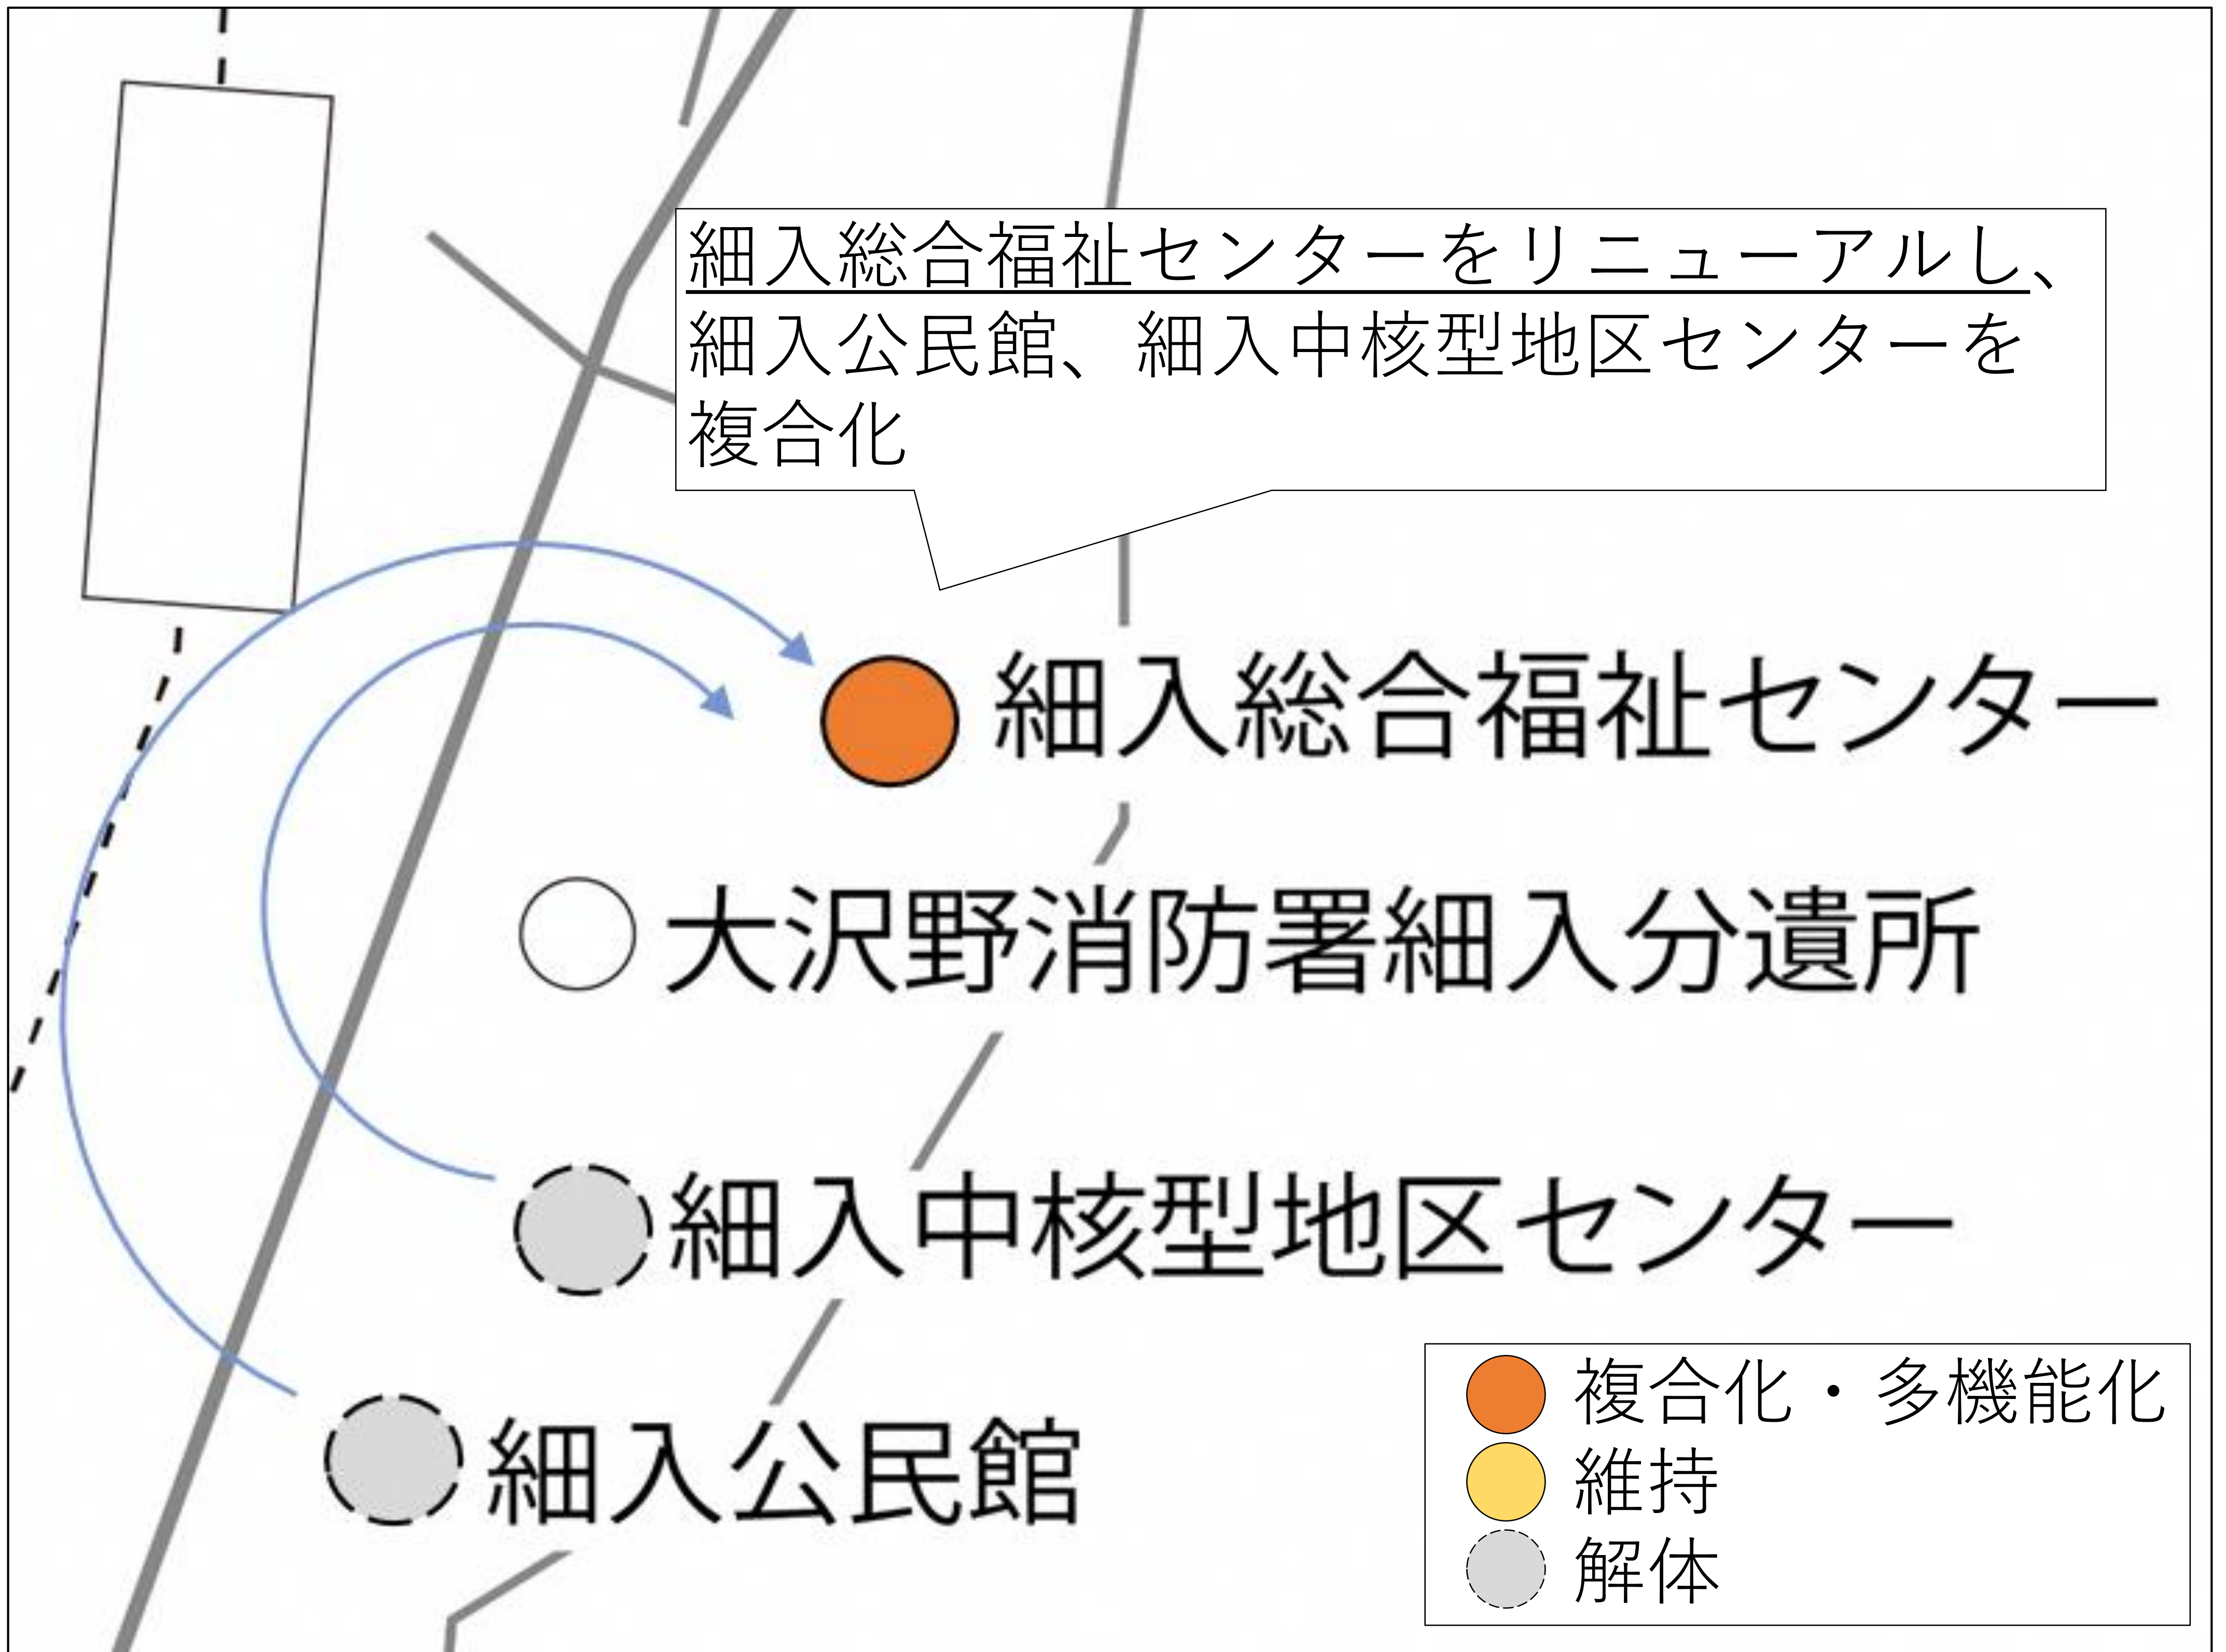 細入総合福祉センターをリニューアルし、
細入公民館、細入中核型地区センターを
複合化
細入総合福祉センター
大沢野消防署細入分遺所
細入中核型地区センター
細入公民館
複合化・多機能化
維持
解体